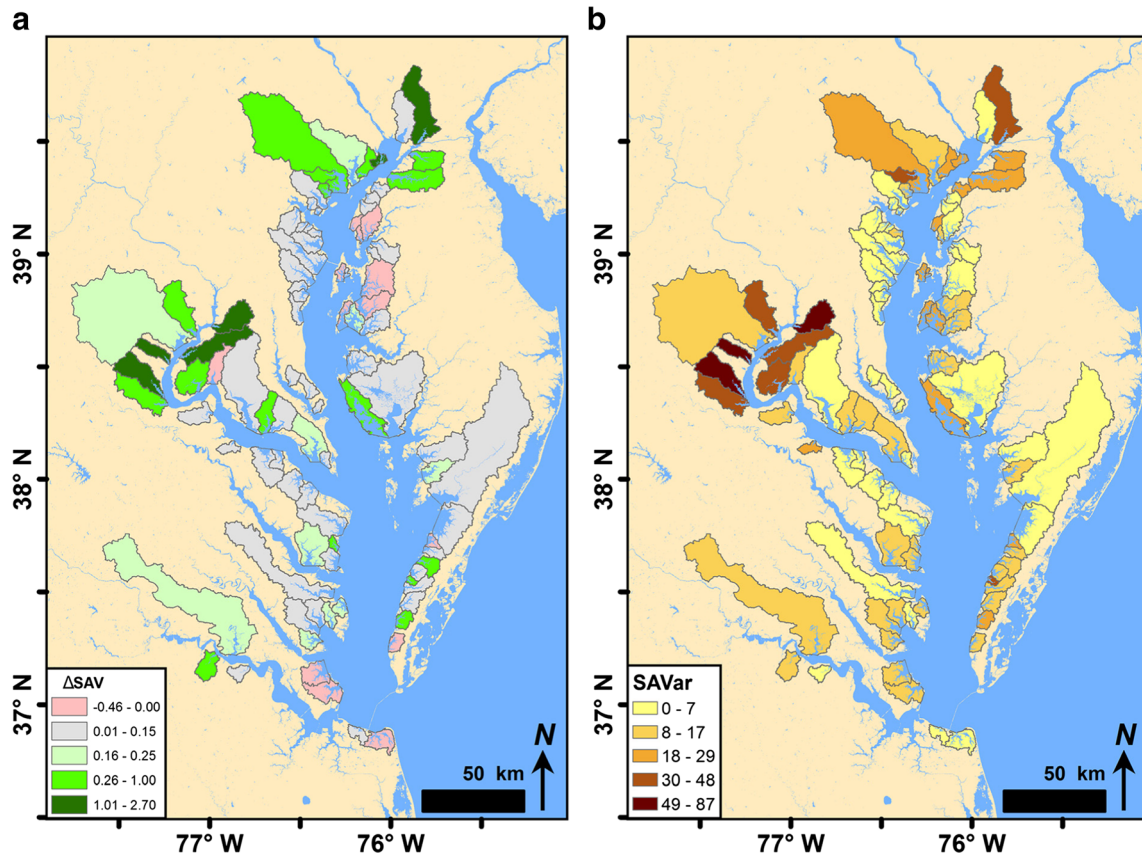 a
39° N
38° N
37° N
ΔSAV
-0.46 - 0.00
0.01 - 0.15
0.16 - 0.25
0.26 - 1.00
1.01 - 2.70
50 km
N
77° W
76° W
b
39° N
38° N
37° N
SAVar
0 - 7
8 - 17
18 - 29
30 - 48
49 - 87
50 km
N
77° W
76° W